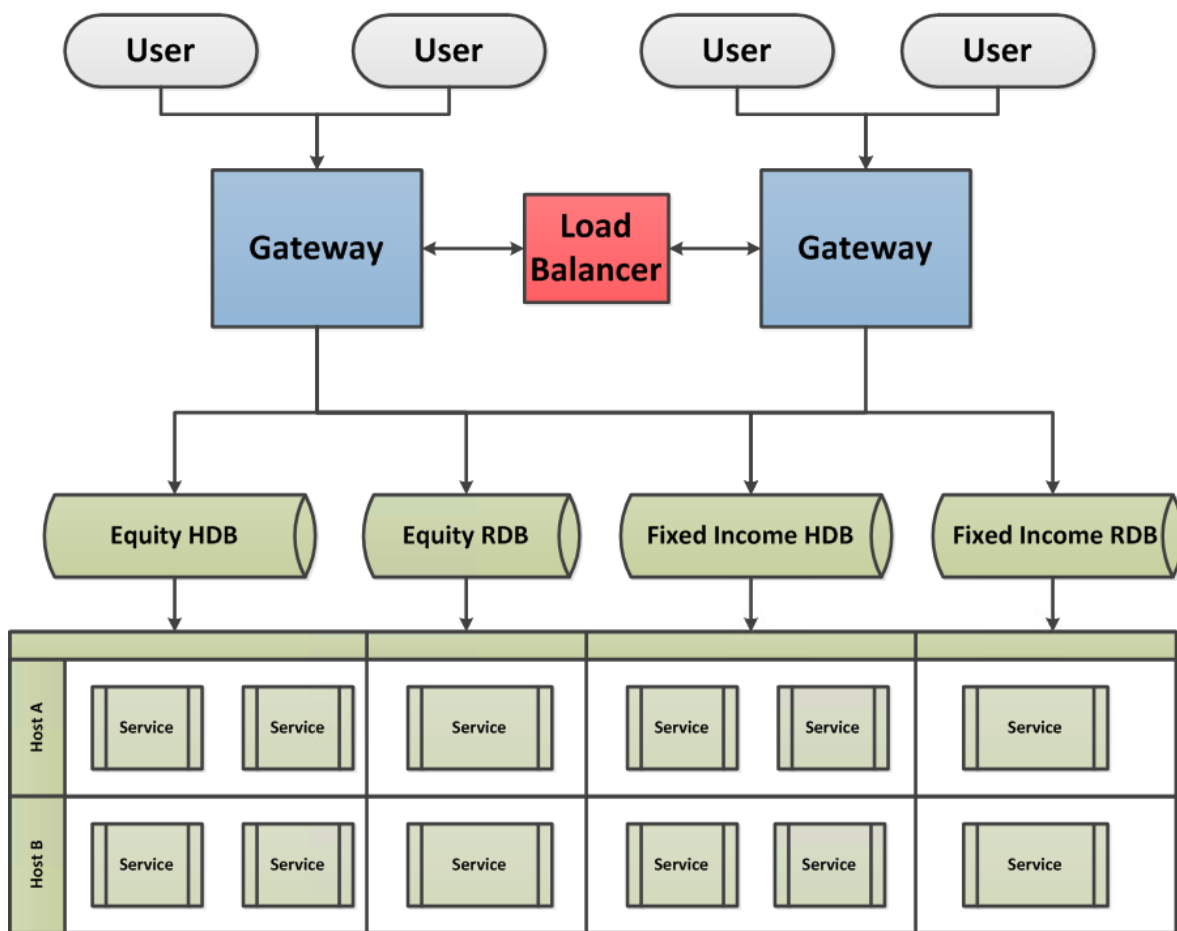 User
User
User
User
Gateway
Load
Balancer
Gateway
Equity HDB
Equity RDB
Fixed Income HDB
Fixed Income RDB
Host A
Service
Service
Service
Service
Service
Service
Host B
Service
Service
Service
Service
Service
Service